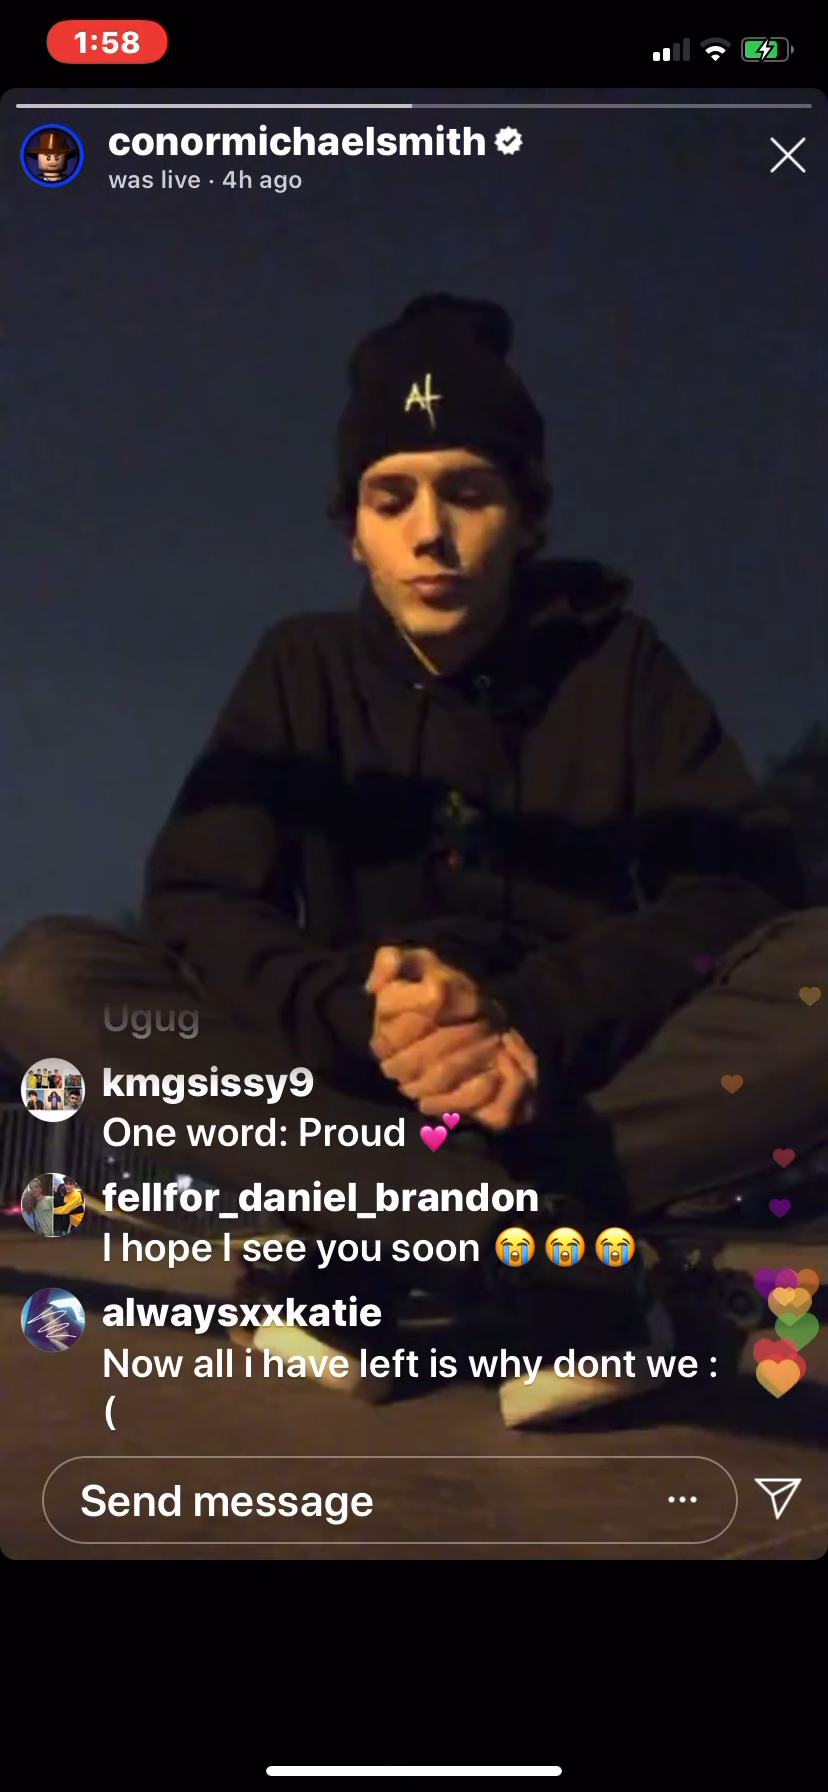 1:58
conormichaelsmith
was live · 4h ago
Ugug
kmgsissy9
One word: Proud 💕
fellfor_daniel_brandon
I hope I see you soon 😭😭😭
alwaysxxkatie
Now all i have left is why dont we :
(
Send message